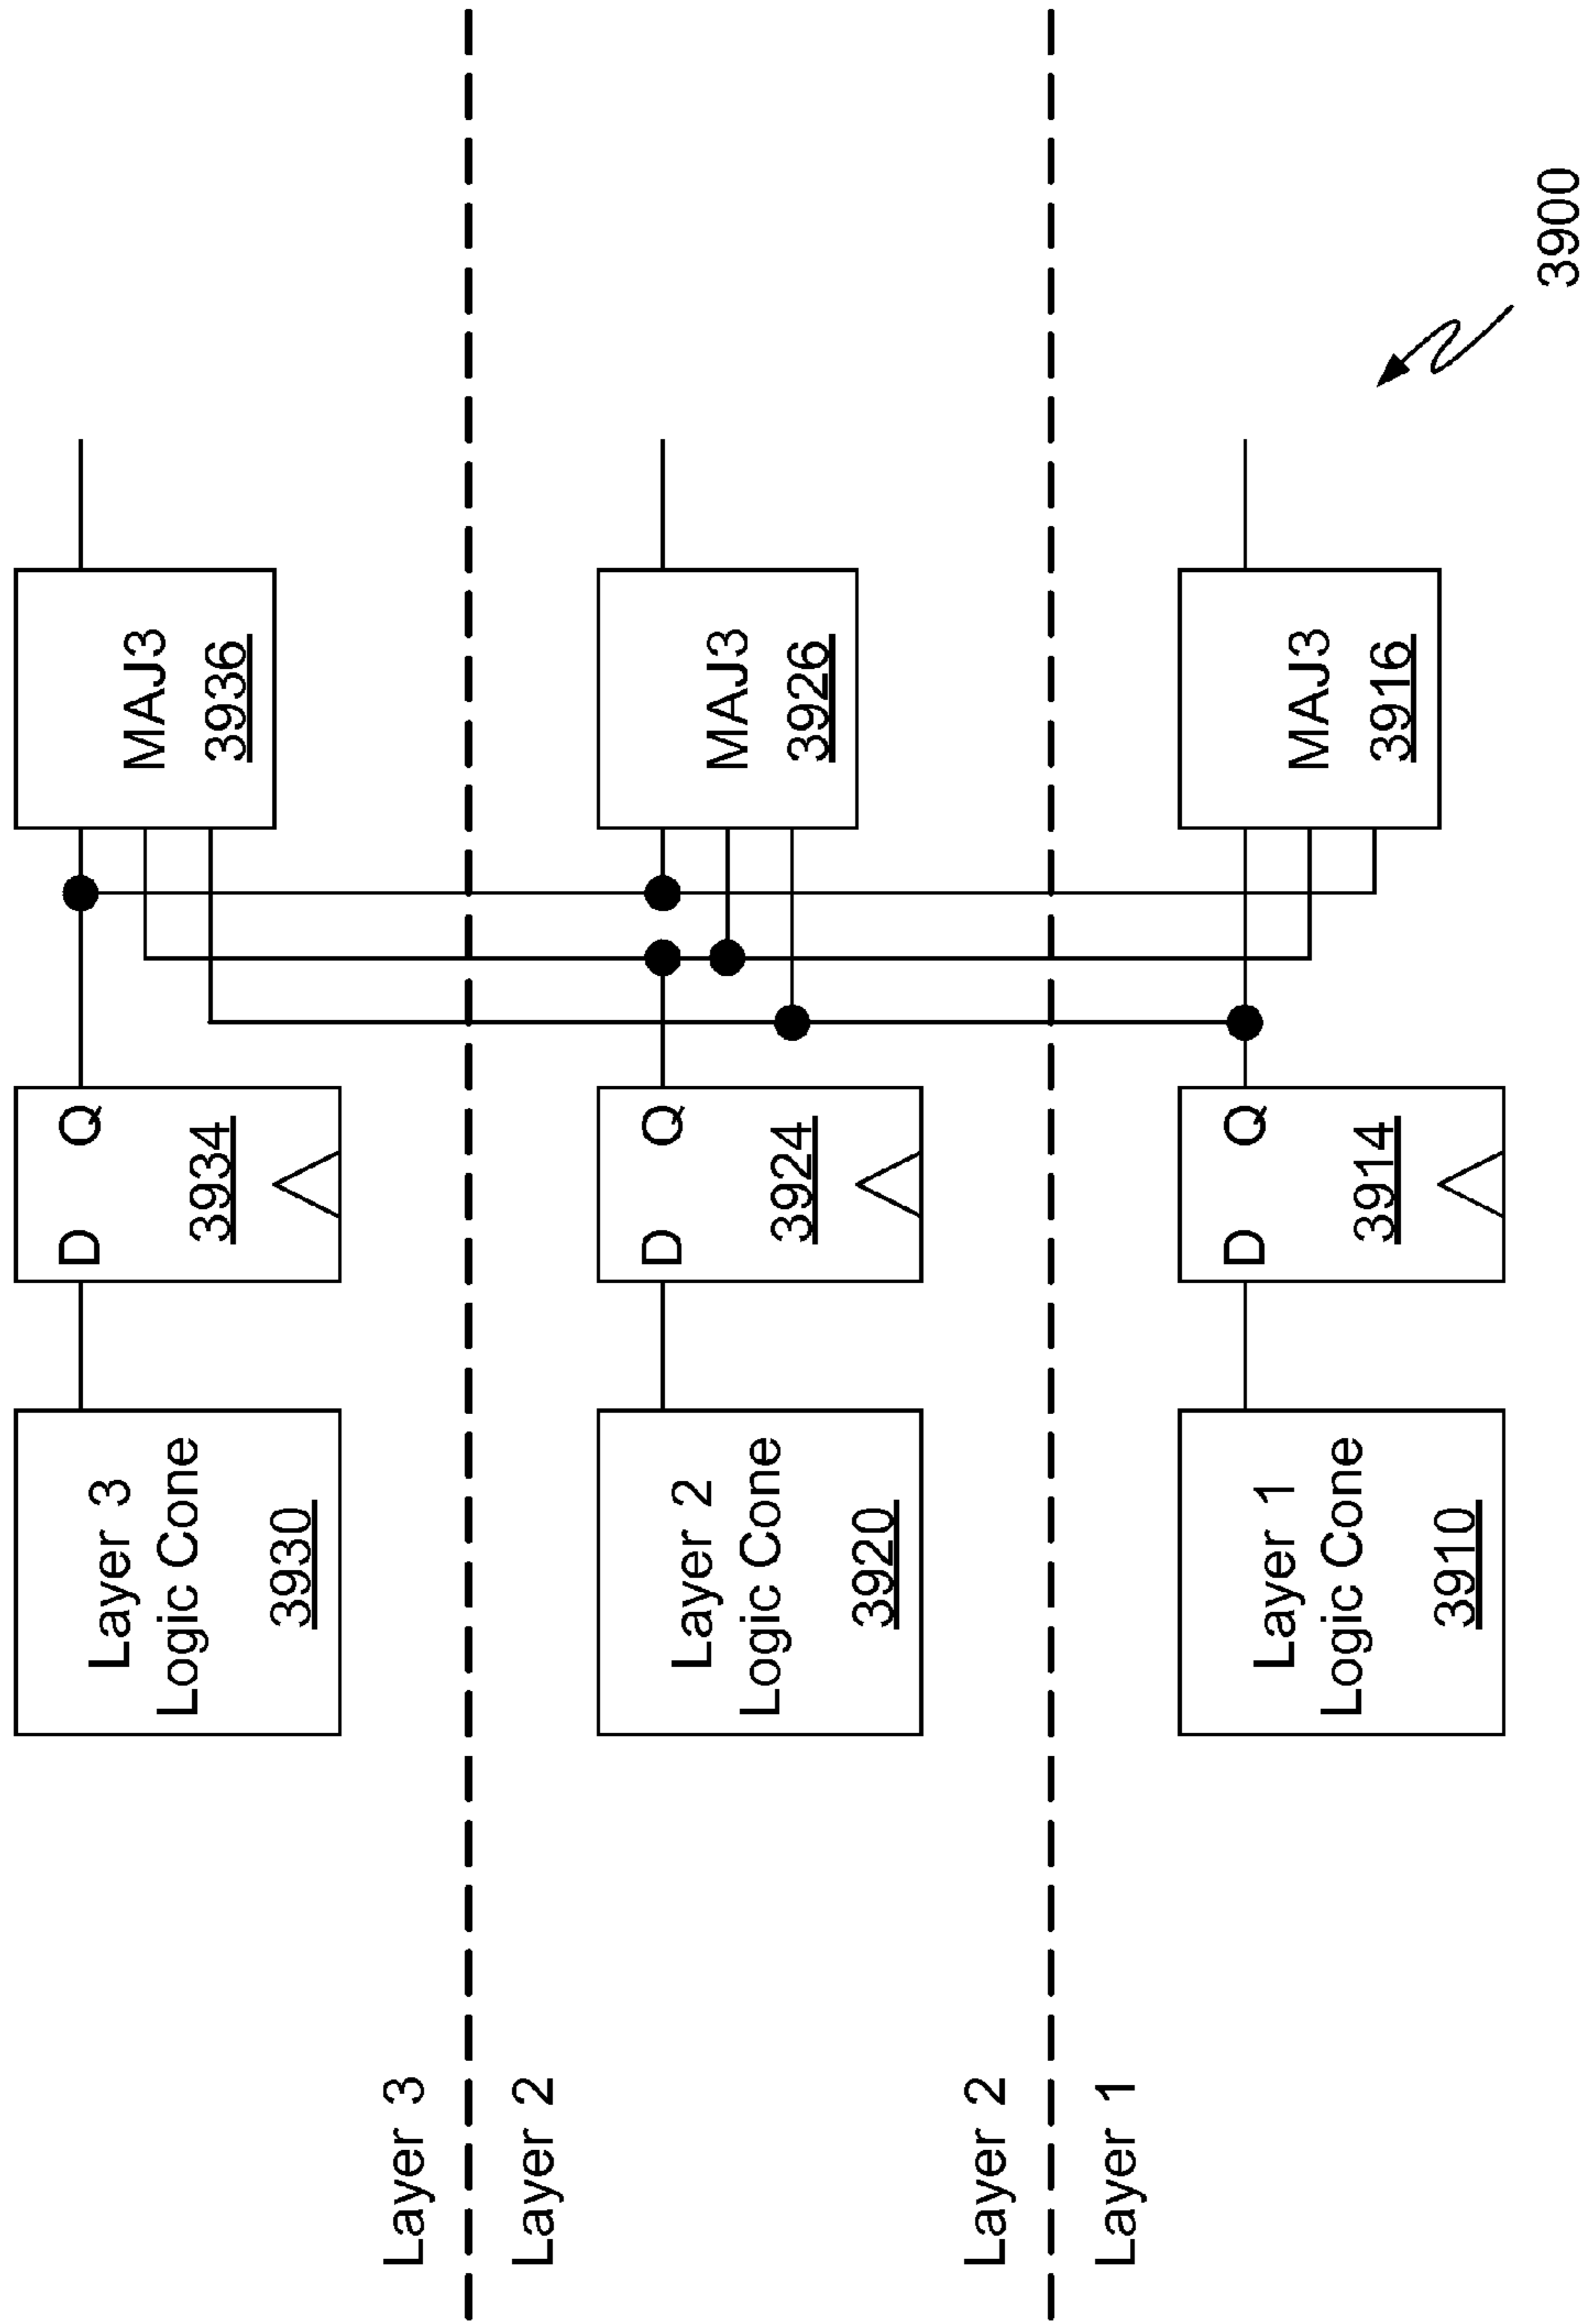 Layer 3
Logic Cone
3930
D
Q
3934
MAJ3
3936
Layer 3
Layer 2
Layer 2
Logic Cone
3920
D
Q
3924
MAJ3
3926
Layer 2
Layer 1
Layer 1
Logic Cone
3910
D
Q
3914
MAJ3
3916
3900